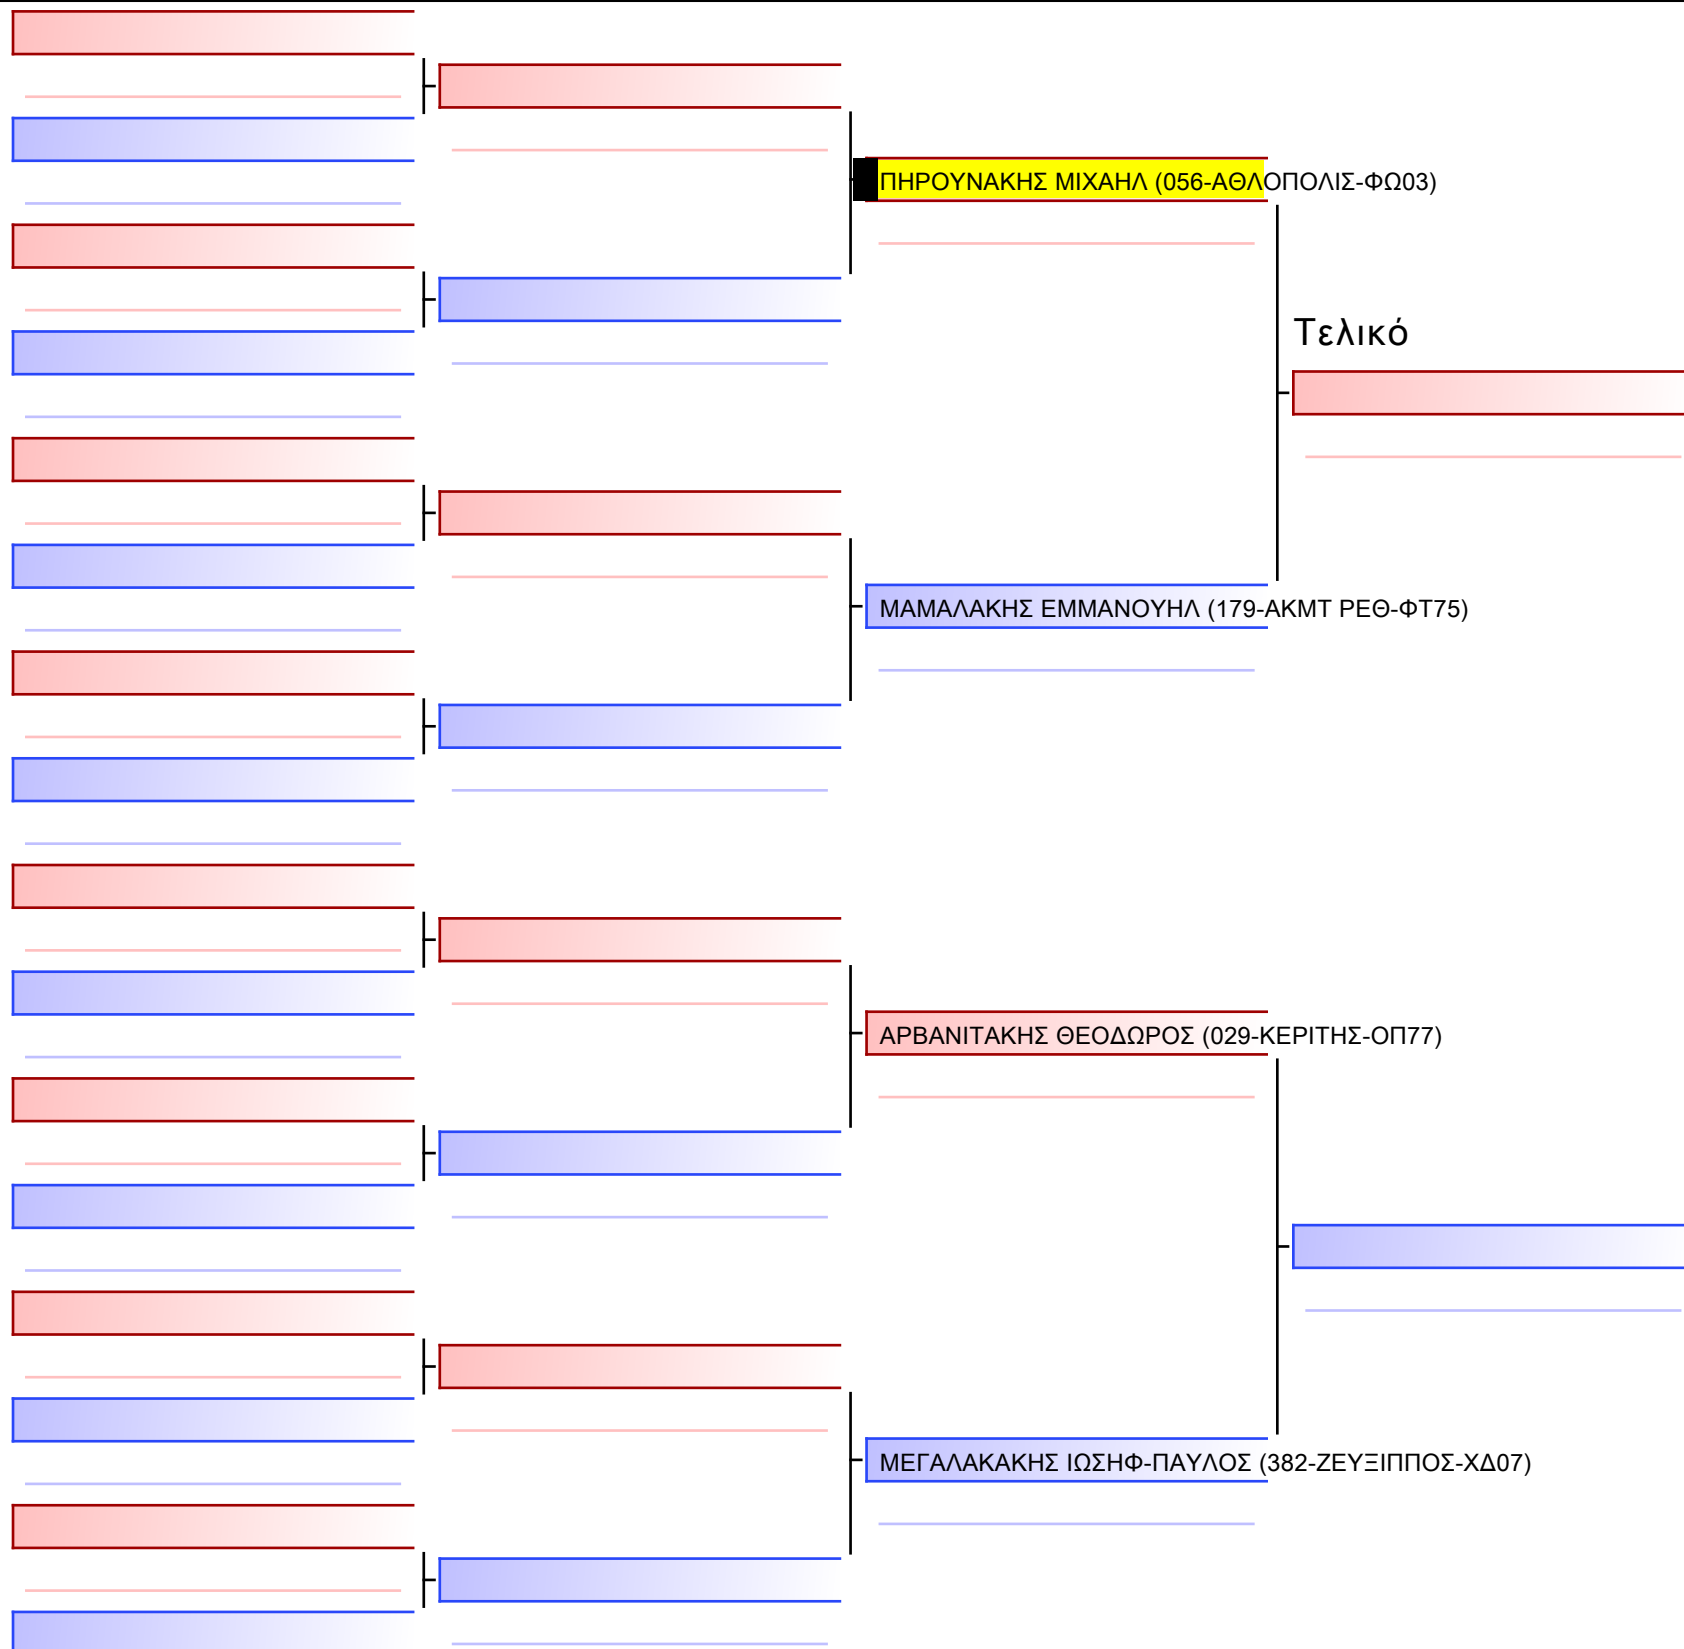 ΠΗΡΟΥΝΑΚΗΣ ΜΙΧΑΗΛ (056-ΑΘΛΟΠΟΛΙΣ-ΦΩ03)
Τελικό
ΜΑΜΑΛΑΚΗΣ ΕΜΜΑΝΟΥΗΛ (179-ΑΚΜΤ ΡΕΘ-ΦΤ75)
ΑΡΒΑΝΙΤΑΚΗΣ ΘΕΟΔΩΡΟΣ (029-ΚΕΡΙΤΗΣ-ΟΠ77)
ΜΕΓΑΛΑΚΑΚΗΣ ΙΩΣΗΦ-ΠΑΥΛΟΣ (382-ΖΕΥΞΙΠΠΟΣ-ΧΔ07)